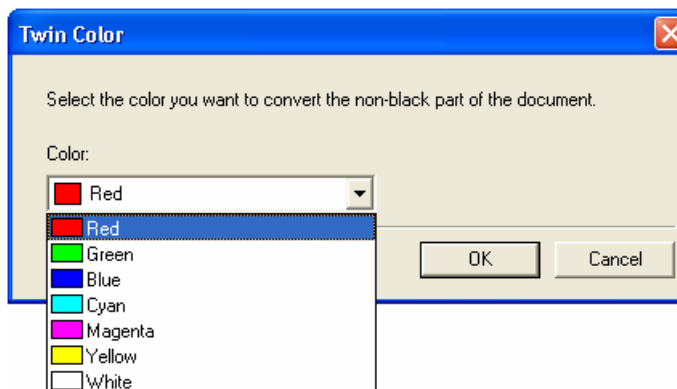 Twin Color
Select the color you want to convert the non-black part of the document.
Color:
Red
Red
Green
Blue
Cyan
Magenta
Yellow
White
OK
Cancel